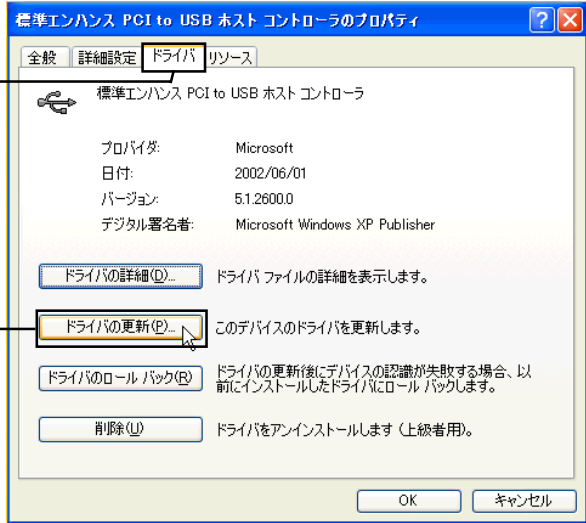 標準エンハンス PCI to USB ホスト コントローラのプロパティ
全般 詳細設定 ドライバ リソース
標準エンハンス PCI to USB ホスト コントローラ
プロバイダ: Microsoft
日付: 2002/06/01
バージョン: 5.1.2600.0
デジタル署名者: Microsoft Windows XP Publisher
ドライバの詳細(D)... ドライバ ファイルの詳細を表示します。
ドライバの更新(P)... このデバイスのドライバを更新します。
ドライバのロール バック(R) ドライバの更新後にデバイスの認識が失敗する場合、以
前にインストールしたドライバにロール バックします。
削除(U) ドライバをアンインストールします (上級者用)。
OK キャンセル